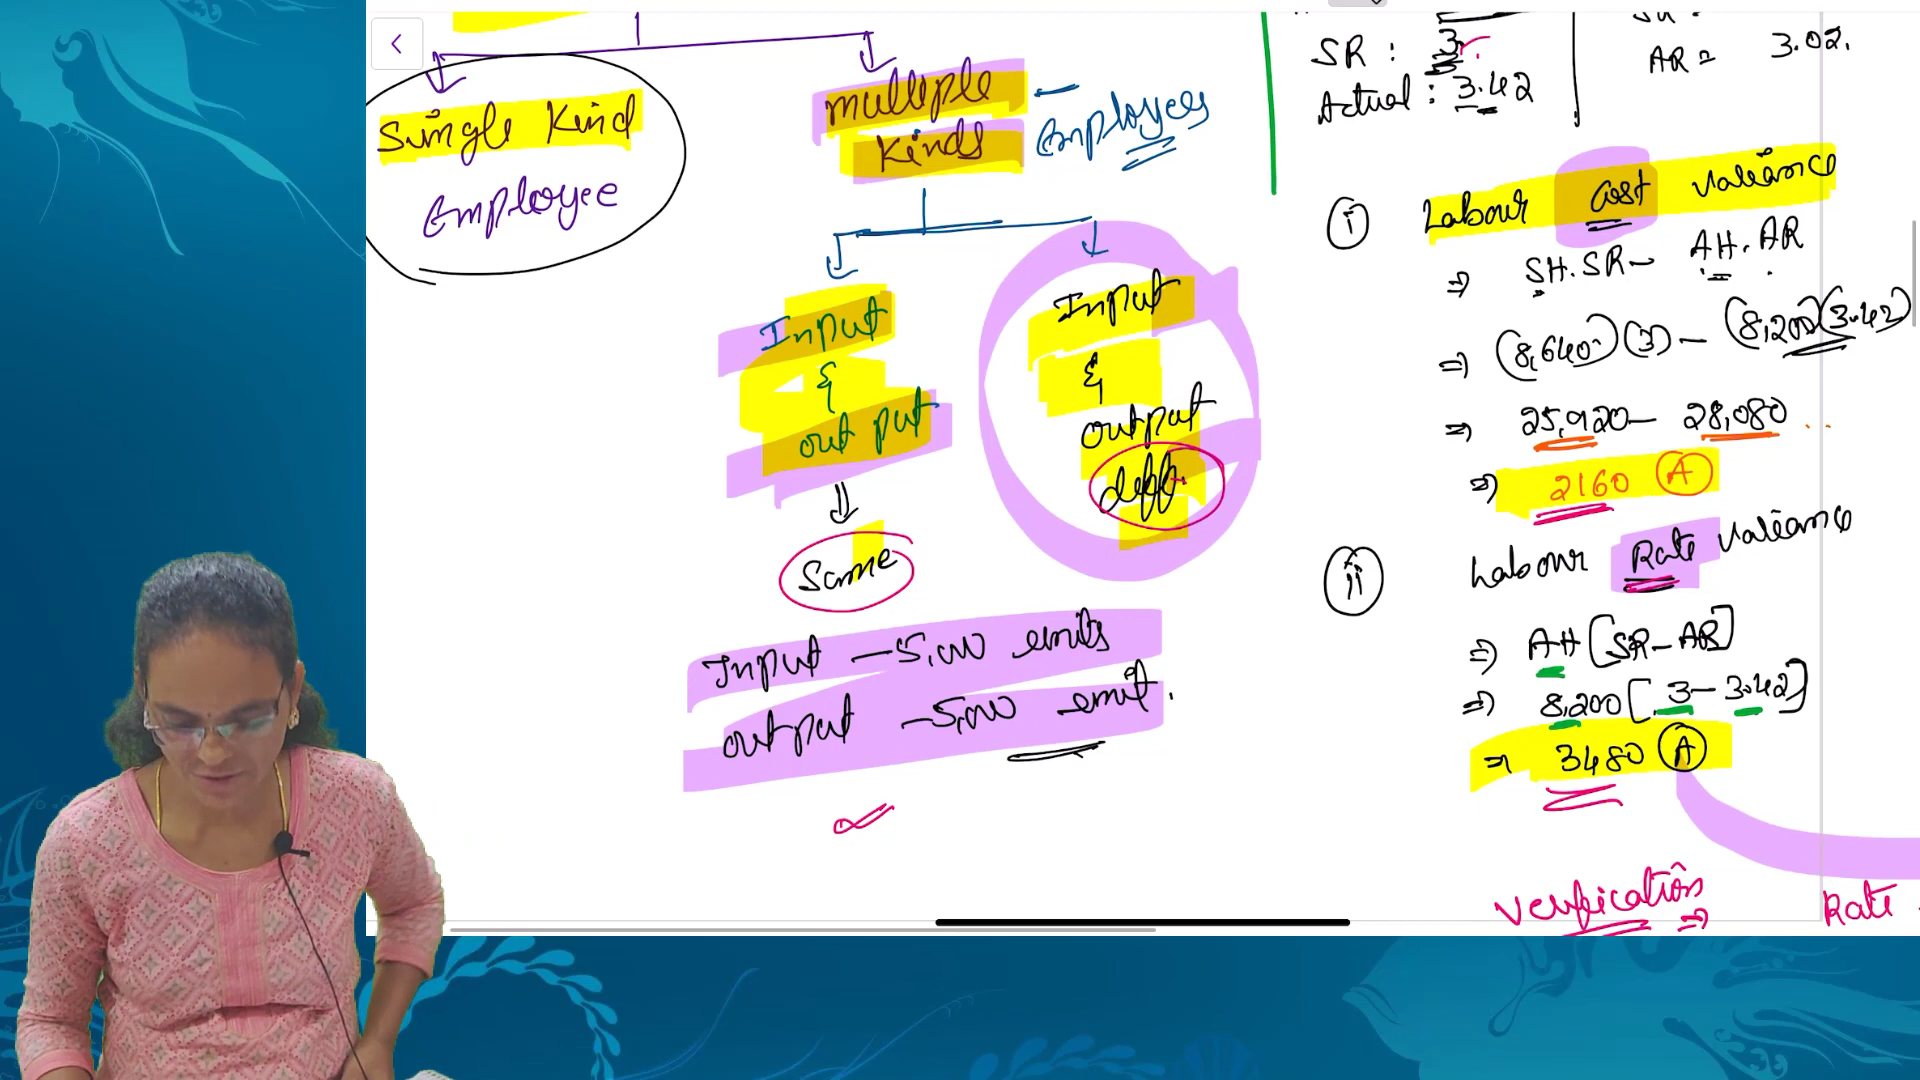 Single Kind
Employee
multiple
Kinds
Employees
Input
&
out put
Same
Input
&
output
diff.
Input - 5,000 units
output - 5,000 unit.
SR : 3
Actual : 3.42
AR = 3.02.
(i) Labour Cost Variance
⇒ SH.SR - AH.AR
⇒ (8,640)(3) - (8,200)(3.42)
⇒ 25,920 - 28,080
⇒ 2160 (A)
(ii) Labour Rate Variance
⇒ AH [SR - AR]
⇒ 8,200 [3 - 3.42]
⇒ 3480 (A)
Verification ⇒ Rate